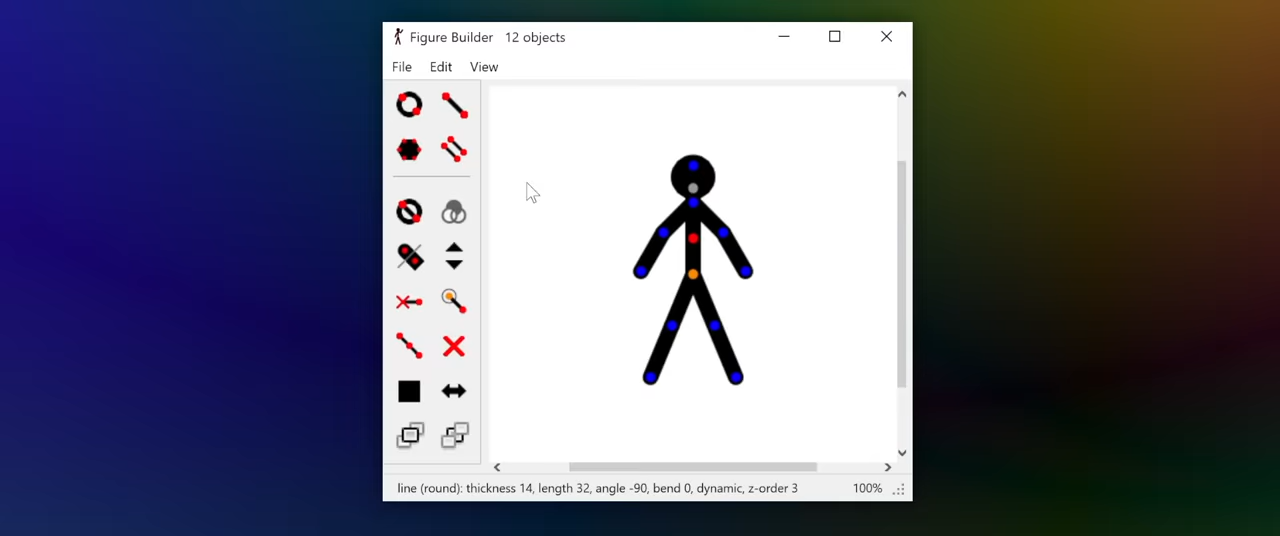 Figure Builder 12 objects
File Edit View
line (round): thickness 14, length 32, angle -90, bend 0, dynamic, z-order 3 100%